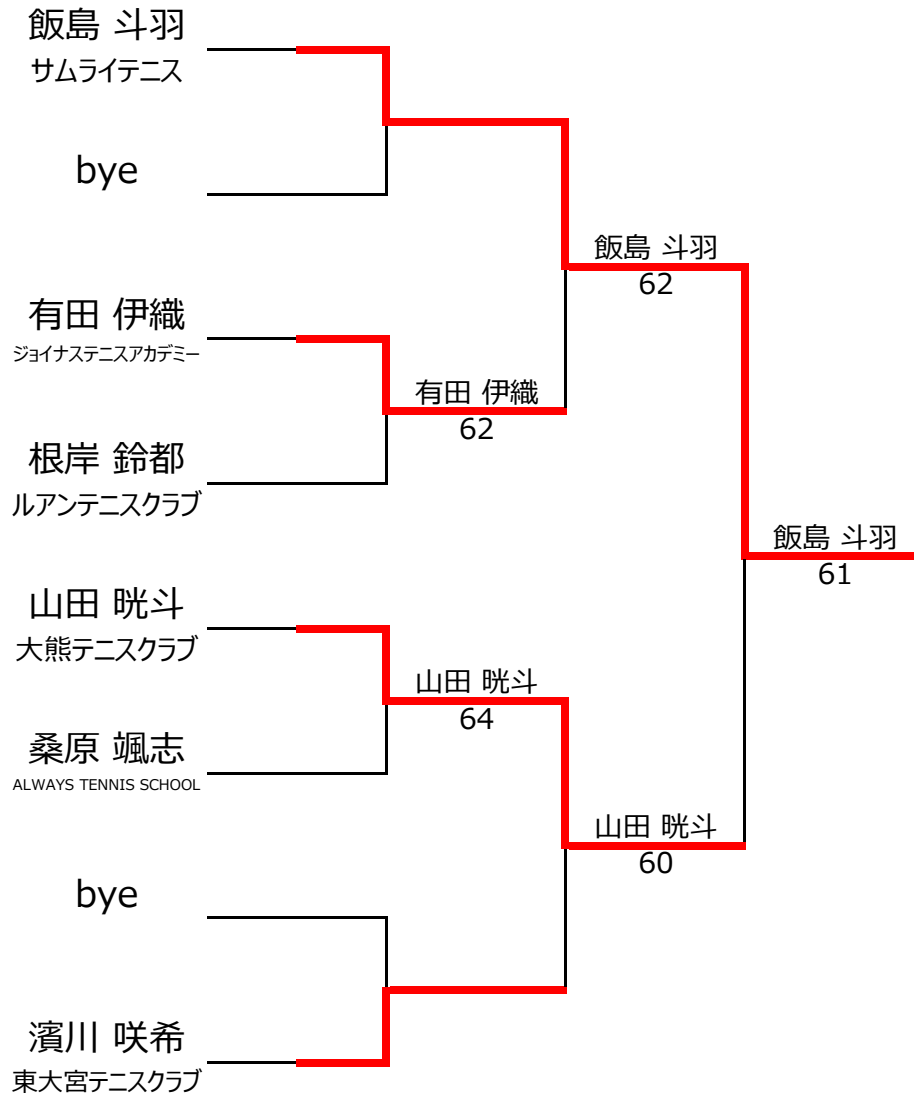 飯島 斗羽
サムライテニス
bye
有田 伊織
ジョイナステニスアカデミー
根岸 鈴都
ルアンテニスクラブ
山田 晄斗
大熊テニスクラブ
桑原 颯志
ALWAYS TENNIS SCHOOL
bye
濱川 咲希
東大宮テニスクラブ
有田 伊織
62
山田 晄斗
64
飯島 斗羽
62
山田 晄斗
60
飯島 斗羽
61